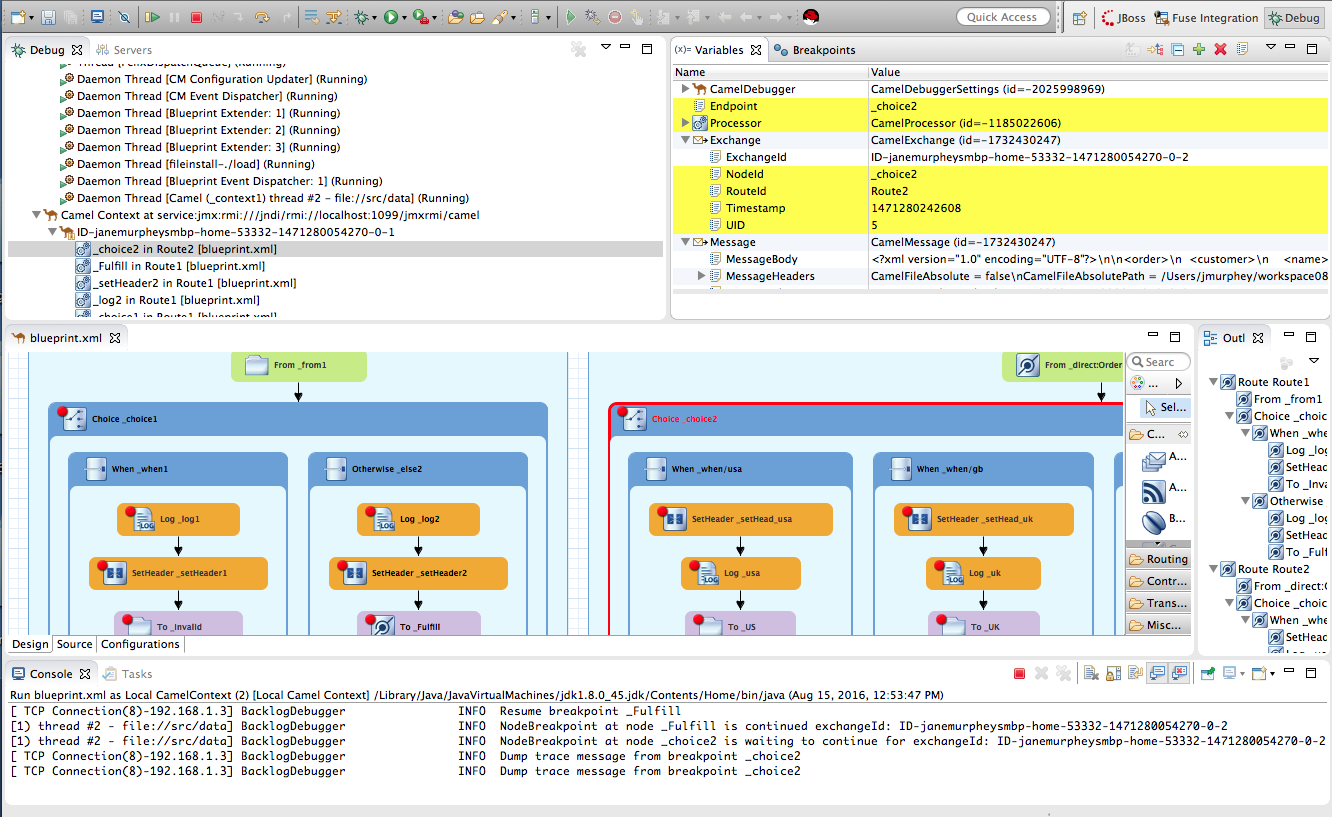 Quick Access
JBoss
Fuse Integration
Debug
Debug
Servers
Daemon Thread [CM Configuration Updater] (Running)
Daemon Thread [CM Event Dispatcher] (Running)
Daemon Thread [Blueprint Extender: 1] (Running)
Daemon Thread [Blueprint Extender: 2] (Running)
Daemon Thread [Blueprint Extender: 3] (Running)
Daemon Thread [fileinstall-./load] (Running)
Daemon Thread [Blueprint Event Dispatcher: 1] (Running)
Daemon Thread [Camel (_context1) thread #2 - file://src/data] (Running)
Camel Context at service:jmx:rmi:///jndi/rmi://localhost:1099/jmxrmi/camel
ID-janemurpheysmbp-home-53332-1471280054270-0-1
_choice2 in Route2 [blueprint.xml]
_Fulfill in Route1 [blueprint.xml]
_setHeader2 in Route1 [blueprint.xml]
_log2 in Route1 [blueprint.xml]
_choice1 in Route1 [blueprint.xml]
(x)= Variables
Breakpoints
Name Value
CamelDebugger CamelDebuggerSettings (id=-2025998969)
Endpoint _choice2
Processor CamelProcessor (id=-1185022606)
Exchange CamelExchange (id=-1732430247)
ExchangeId ID-janemurpheysmbp-home-53332-1471280054270-0-2
NodeId _choice2
RouteId Route2
Timestamp 1471280242608
UID 5
Message CamelMessage (id=-1732430247)
MessageBody <?xml version="1.0" encoding="UTF-8"?>\n\n<order>\n <customer>\n <name>
MessageHeaders CamelFileAbsolute = false\nCamelFileAbsolutePath = /Users/jmurphey/workspace08
blueprint.xml
From _from1
Choice _choice1
When _when1
Otherwise _else2
Log _log1
Log _log2
SetHeader _setHeader1
SetHeader _setHeader2
To _Invalid
To _Fulfill
From _direct:Order
Choice _choice2
When _when/usa
When _when/gb
SetHeader _setHead_usa
SetHeader _setHead_uk
Log _usa
Log _uk
To _US
To _UK
Searc
...
Sel...
C...
A...
A...
B...
Routing
Contr...
Trans...
Misc...
Outl
Route Route1
From _from1
Choice _choic
When _whe
Log _log
SetHead
To _Inva
Otherwise
Log _log
SetHead
To _Fulf
Route Route2
From _direct:O
Choice _choic
When _whe
SetHead
Design Source Configurations
Console
Tasks
Run blueprint.xml as Local CamelContext (2) [Local Camel Context] /Library/Java/JavaVirtualMachines/jdk1.8.0_45.jdk/Contents/Home/bin/java (Aug 15, 2016, 12:53:47 PM)
[ TCP Connection(8)-192.168.1.3] BacklogDebugger INFO Resume breakpoint _Fulfill
[1) thread #2 - file://src/data] BacklogDebugger INFO NodeBreakpoint at node _Fulfill is continued exchangeId: ID-janemurpheysmbp-home-53332-1471280054270-0-2
[1) thread #2 - file://src/data] BacklogDebugger INFO NodeBreakpoint at node _choice2 is waiting to continue for exchangeId: ID-janemurpheysmbp-home-53332-1471280054270-0-2
[ TCP Connection(8)-192.168.1.3] BacklogDebugger INFO Dump trace message from breakpoint _choice2
[ TCP Connection(8)-192.168.1.3] BacklogDebugger INFO Dump trace message from breakpoint _choice2